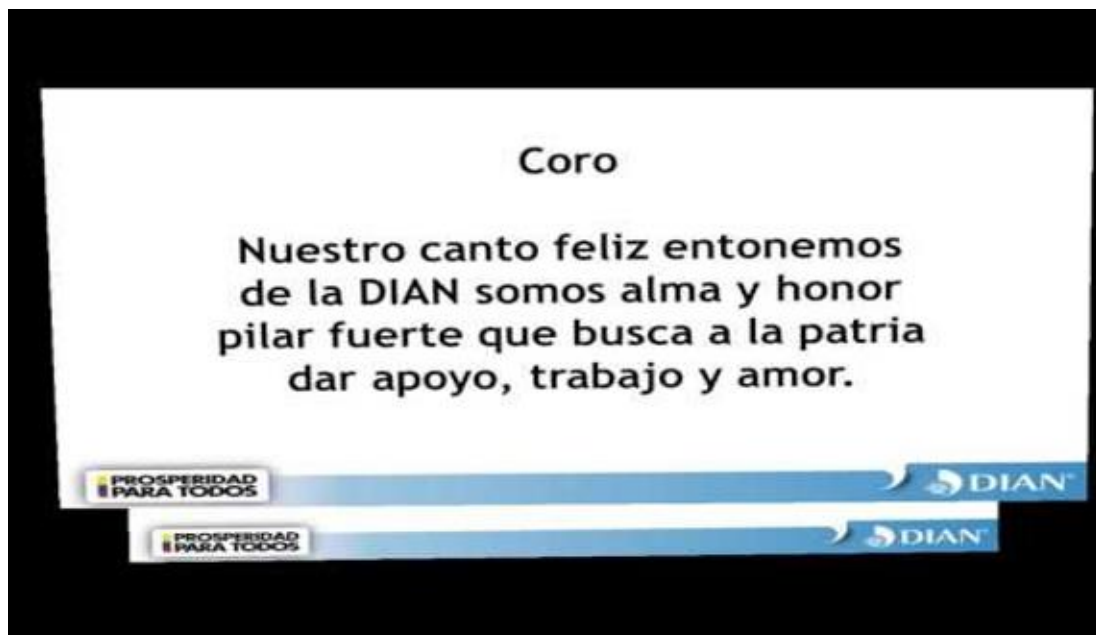 Coro
Nuestro canto feliz entonemos
de la DIAN somos alma y honor
pilar fuerte que busca a la patria
dar apoyo, trabajo y amor.
PROSPERIDAD
PARA TODOS
DIAN
PROSPERIDAD
PARA TODOS
DIAN